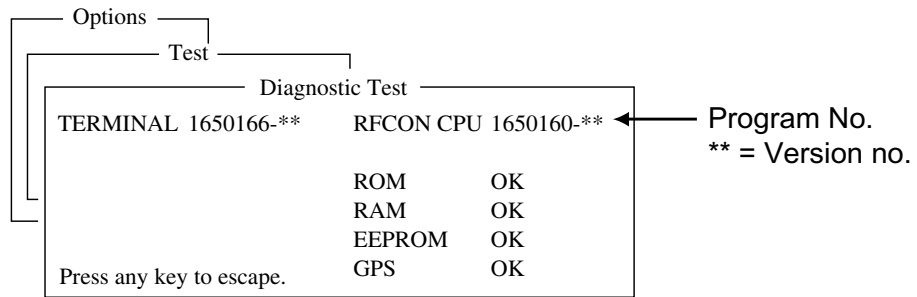 Options
Test
Diagnostic Test
TERMINAL 1650166-** RFCON CPU 1650160-**
Program No.
** = Version no.
ROM OK
RAM OK
EEPROM OK
GPS OK
Press any key to escape.